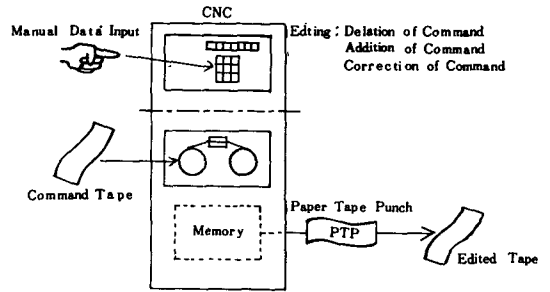 CNC
Manual Data Input
Edting: Delation of Command
Addition of Command
Correction of Command
Command Tape
Paper Tape Punch
Memory
PTP
Edited Tape